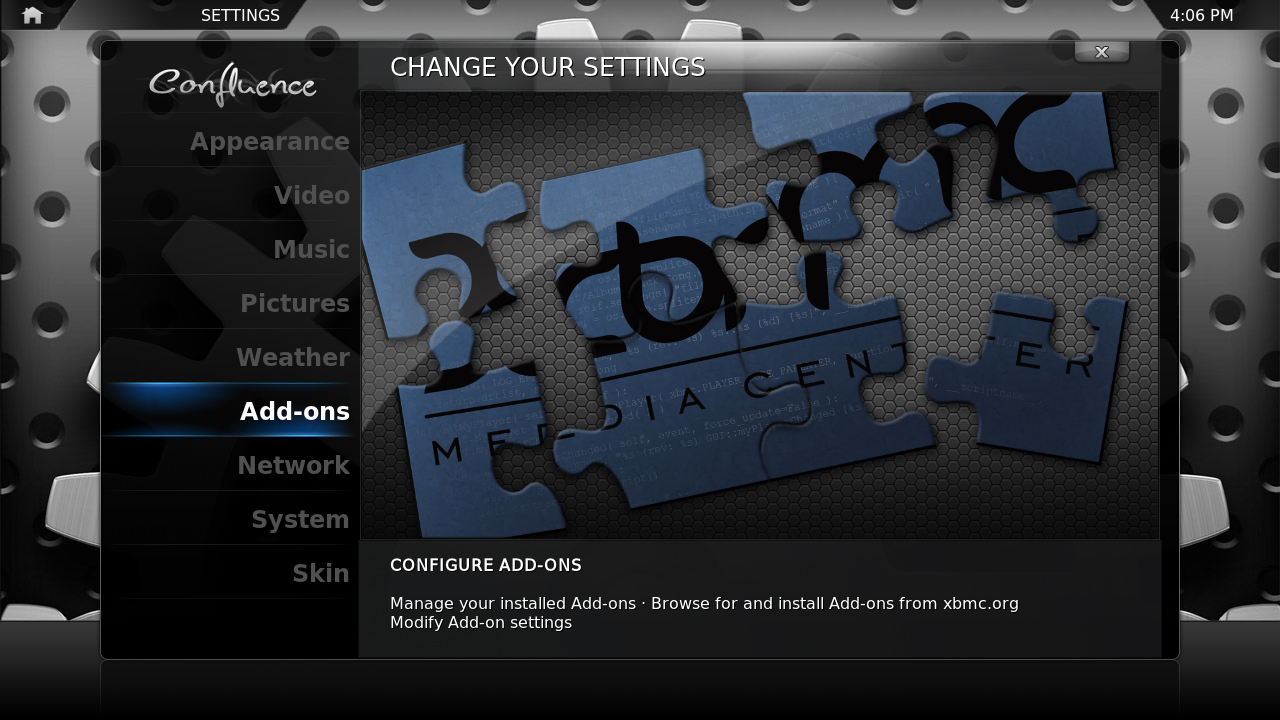 SETTINGS
4:06 PM
Confluence
CHANGE YOUR SETTINGS
Appearance
Video
Music
Pictures
Weather
Add-ons
Network
System
Skin
MEDIA CENTER
CONFIGURE ADD-ONS
Manage your installed Add-ons · Browse for and install Add-ons from xbmc.org
Modify Add-on settings